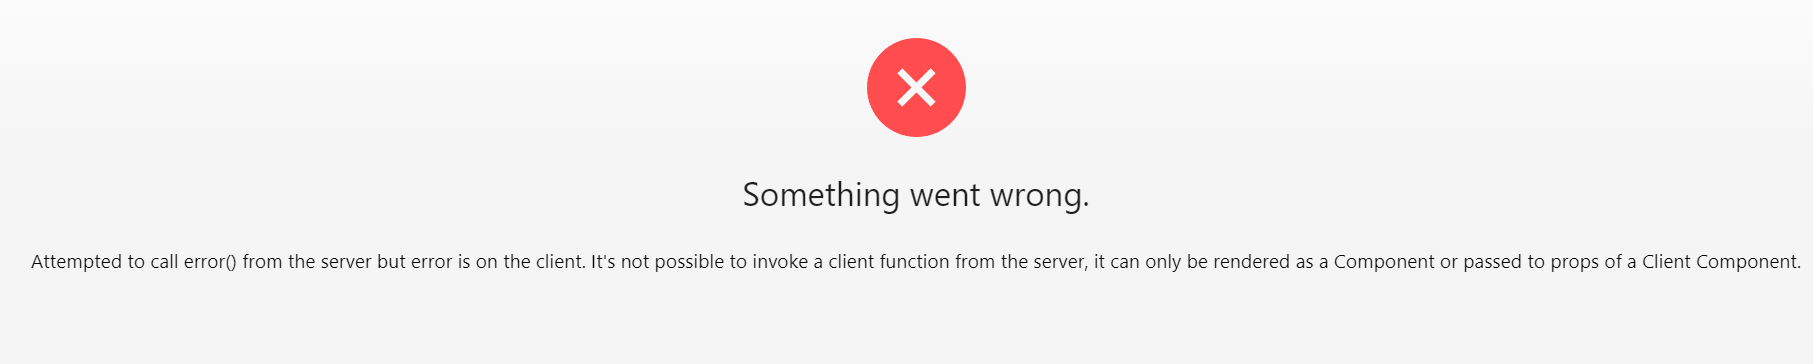 Something went wrong.
Attempted to call error() from the server but error is on the client. It's not possible to invoke a client function from the server, it can only be rendered as a Component or passed to props of a Client Component.